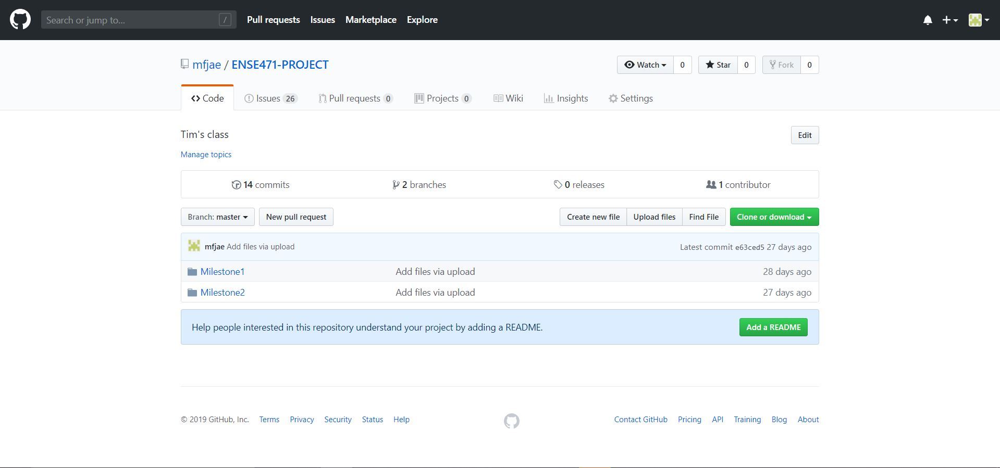 Search or jump to... / Pull requests Issues Marketplace Explore
mfjae / ENSE471-PROJECT Watch 0 Star 0 Fork 0
Code Issues 26 Pull requests 0 Projects 0 Wiki Insights Settings
Tim's class Edit
Manage topics
14 commits 2 branches 0 releases 1 contributor
Branch: master New pull request Create new file Upload files Find File Clone or download
mfjae Add files via upload Latest commit e63ced5 27 days ago
Milestone1 Add files via upload 28 days ago
Milestone2 Add files via upload 27 days ago
Help people interested in this repository understand your project by adding a README. Add a README
© 2019 GitHub, Inc. Terms Privacy Security Status Help Contact GitHub Pricing API Training Blog About